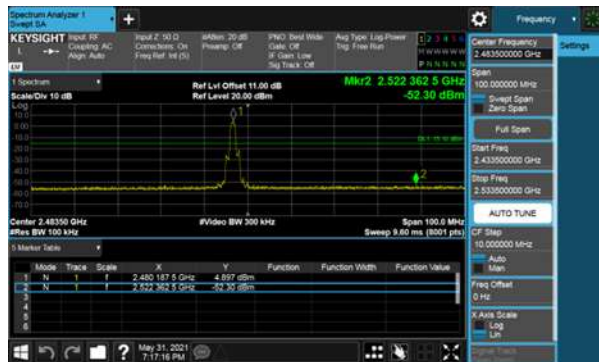 Spectrum Analyzer 1
Swept SA
Frequency
KEYSIGHT Input: RF
Coupling: AC
Align: Auto
Input Z: 50 Ω
Corrections: On
Freq Ref: Int (S)
#Atten: 20 dB
Preamp: Off
PNO: Best Wide
Gate: Off
IF Gain: Low
Sig Track: Off
Avg Type: Log-Power
Trig: Free Run
1 2 3 4 5 6
M W W W W W
P N N N N N
1 Spectrum
Scale/Div 10 dB
Ref Lvl Offset 11.00 dB
Ref Level 20.00 dBm
Mkr2 2.522 362 5 GHz
-52.30 dBm
Log
10.0
0.00
-10.0
-20.0
-30.0
-40.0
-50.0
-60.0
-70.0
1
2
Center 2.48350 GHz
#Res BW 100 kHz
#Video BW 300 kHz
Span 100.0 MHz
Sweep 9.60 ms (8001 pts)
5 Marker Table
Mode Trace Scale X Y Function Function Width Function Value
1 N 1 f 2.480 187 5 GHz 4.897 dBm
2 N 1 f 2.522 362 5 GHz -52.30 dBm
3
4
5
6
May 31, 2021
7:17:16 PM
Center Frequency
2.483500000 GHz
Settings
Span
100.000000 MHz
Swept Span
Zero Span
Full Span
Start Freq
2.433500000 GHz
Stop Freq
2.533500000 GHz
AUTO TUNE
CF Step
10.000000 MHz
Auto
Man
Freq Offset
0 Hz
X Axis Scale
Log
Lin